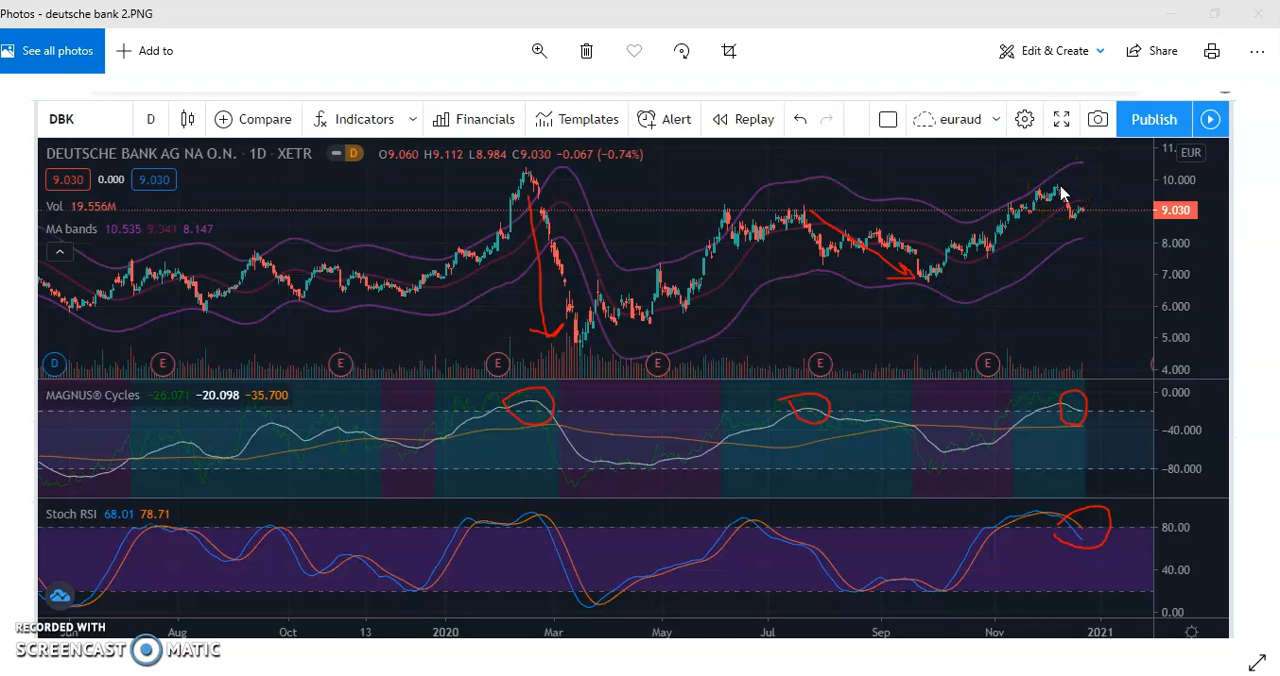 Photos - deutsche bank 2.PNG
See all photos Add to Edit & Create Share
DBK D Compare Indicators Financials Templates Alert Replay euraud Publish
DEUTSCHE BANK AG NA O.N. · 1D · XETR D O9.060 H9.112 L8.984 C9.030 -0.067 (-0.74%) EUR
9.030 0.000 9.030
10.000
Vol 19.556M
9.030
MA bands 10.535 9.341 8.147
8.000
7.000
6.000
5.000
4.000
D E E E E E E
MAGNUS® Cycles -26.071 -20.098 -35.700
0.000
-40.000
-80.000
Stoch RSI 68.01 78.71
80.00
40.00
0.00
Aug Oct 13 2020 Mar May Jul Sep Nov 2021
RECORDED WITH
SCREENCAST MATIC